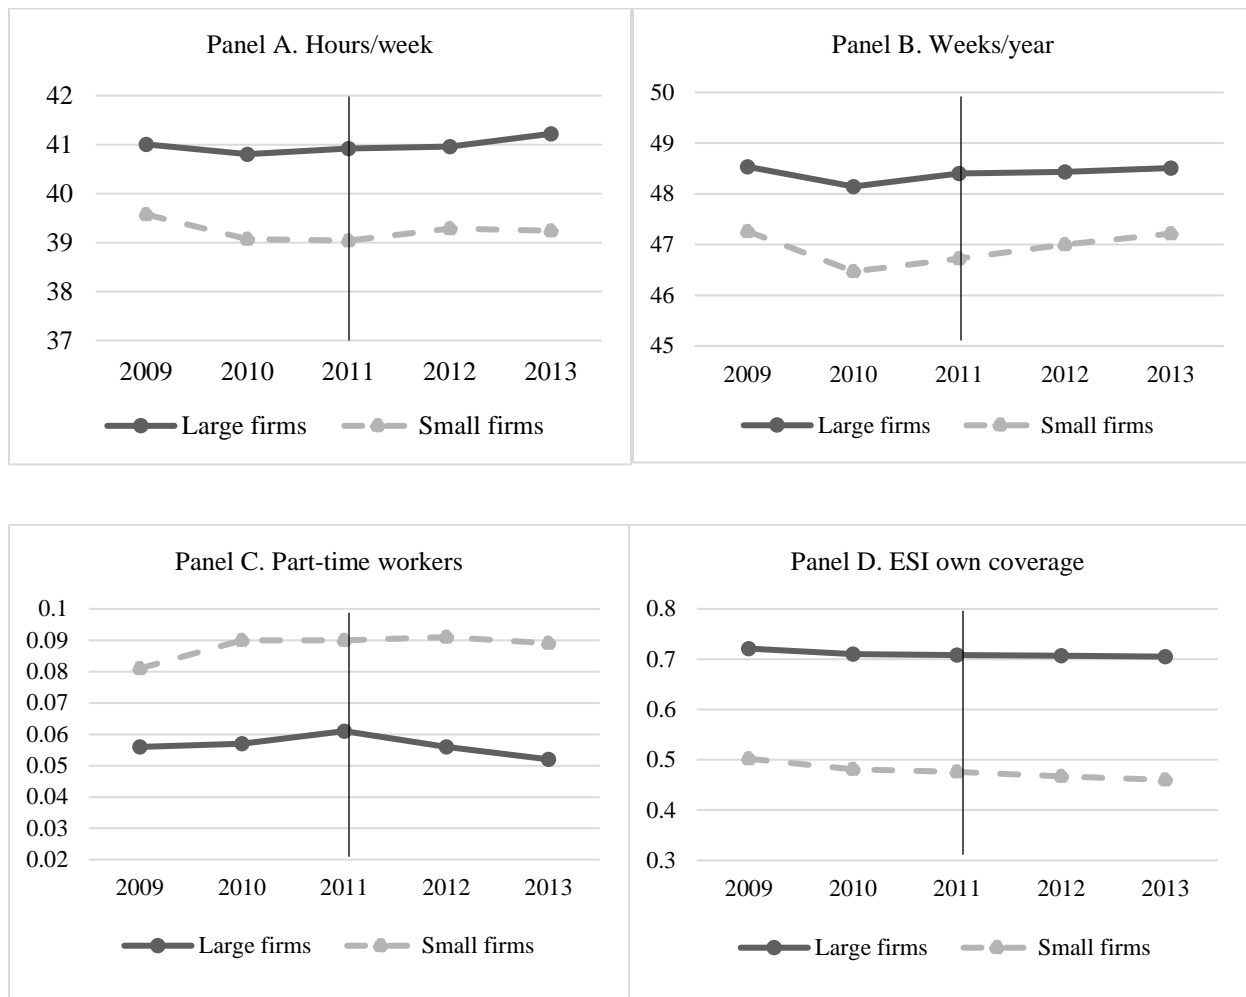 Panel A. Hours/week
42
41
40
39
38
37
2009 2010 2011 2012 2013
Large firms Small firms
Panel B. Weeks/year
50
49
48
47
46
45
2009 2010 2011 2012 2013
Large firms Small firms
Panel C. Part-time workers
0.1
0.09
0.08
0.07
0.06
0.05
0.04
0.03
0.02
2009 2010 2011 2012 2013
Large firms Small firms
Panel D. ESI own coverage
0.8
0.7
0.6
0.5
0.4
0.3
2009 2010 2011 2012 2013
Large firms Small firms